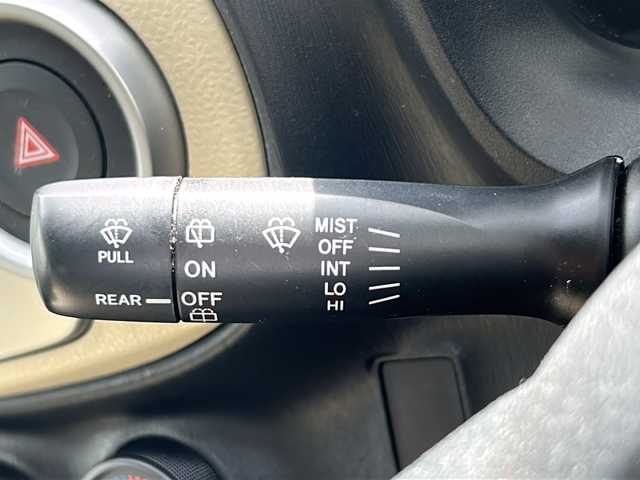 PULL
REAR
ON
OFF
MIST
OFF
INT
LO
HI